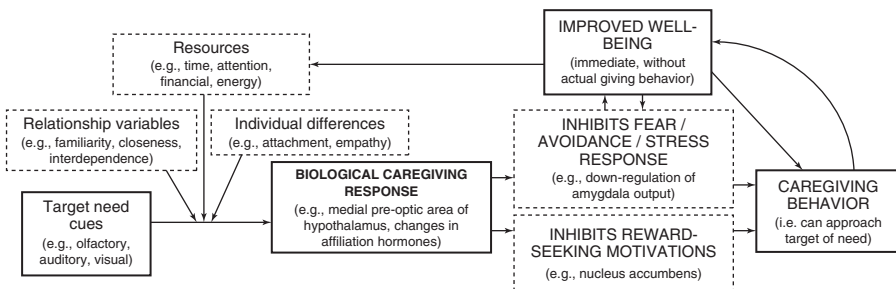 Resources
(e.g., time, attention,
financial, energy)
Relationship variables
(e.g., familiarity, closeness,
interdependence)
Individual differences
(e.g., attachment, empathy)
Target need
cues
(e.g., olfactory,
auditory, visual)
BIOLOGICAL CAREGIVING
RESPONSE
(e.g., medial pre-optic area of
hypothalamus, changes in
affiliation hormones)
IMPROVED WELL-
BEING
(immediate, without
actual giving behavior)
INHIBITS FEAR /
AVOIDANCE / STRESS
RESPONSE
(e.g., down-regulation of
amygdala output)
INHIBITS REWARD-
SEEKING MOTIVATIONS
(e.g., nucleus accumbens)
CAREGIVING
BEHAVIOR
(i.e. can approach
target of need)